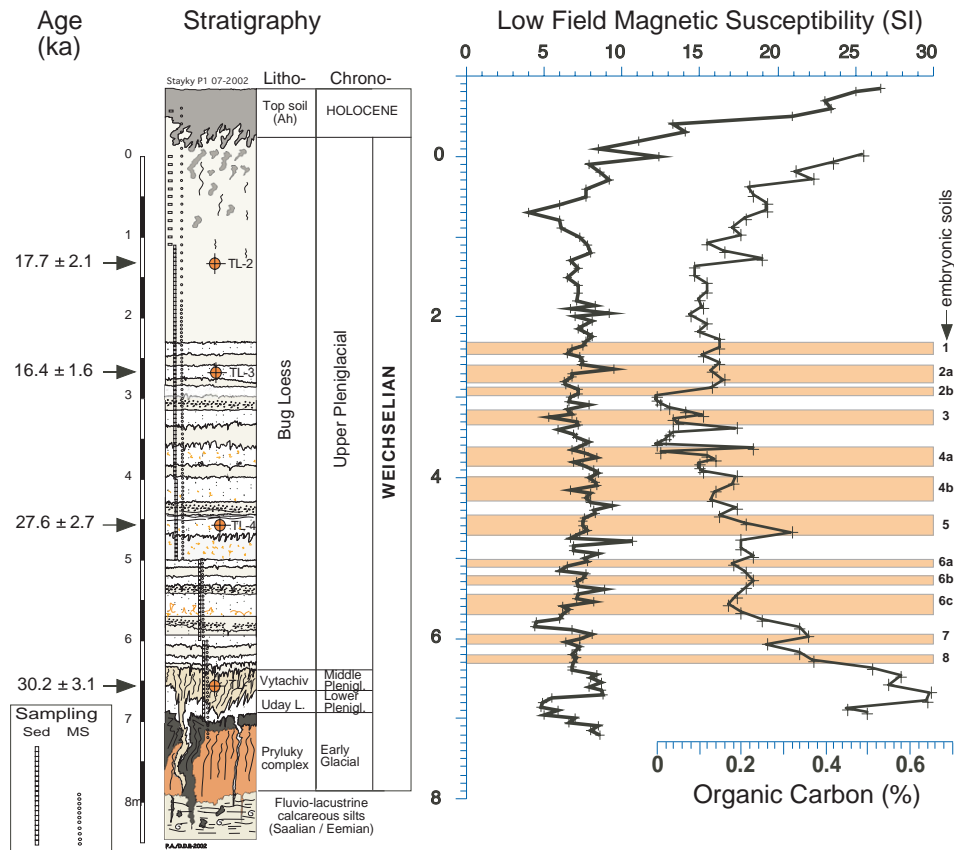 Age
(ka)
Stratigraphy
Low Field Magnetic Susceptibility (SI)
0 5 10 15 20 25 30
Stayky P1 07-2002
Litho-
Chrono-
Top soil
(Ah)
HOLOCENE
0
1
2
3
4
5
6
7
8m
17.7 ± 2.1
16.4 ± 1.6
27.6 ± 2.7
30.2 ± 3.1
TL-2
TL-3
TL-4
Bug Loess
Upper Pleniglacial
WEICHSELIAN
Vytachiv
Middle
Plenigl.
Uday L.
Lower
Plenigl.
Pryluky
complex
Early
Glacial
Fluvio-lacustrine
calcareous silts
(Saalian / Eemian)
P.A./D.D.B-2002
Sampling
Sed MS
0
2
4
6
8
embryonic soils
1
2a
2b
3
4a
4b
5
6a
6b
6c
7
8
0 0.2 0.4 0.6
Organic Carbon (%)